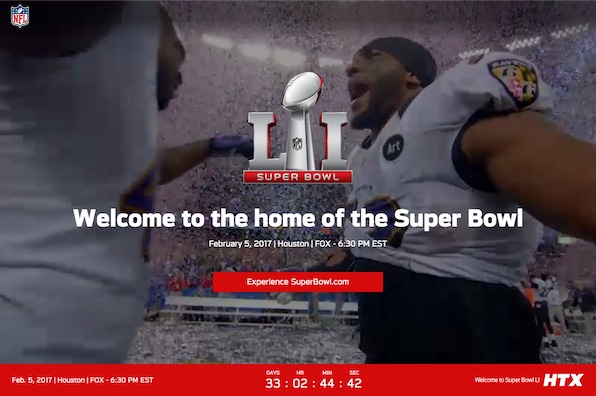 NFL
RAVENS
Art
LI
NFL
SUPER BOWL
Welcome to the home of the Super Bowl
February 5, 2017 | Houston | FOX - 6:30 PM EST
Experience SuperBowl.com
Feb. 5, 2017 | Houston | FOX - 6:30 PM EST
DAYS HR MIN SEC
33 : 02 : 44 : 42
Welcome to Super Bowl LI HTX